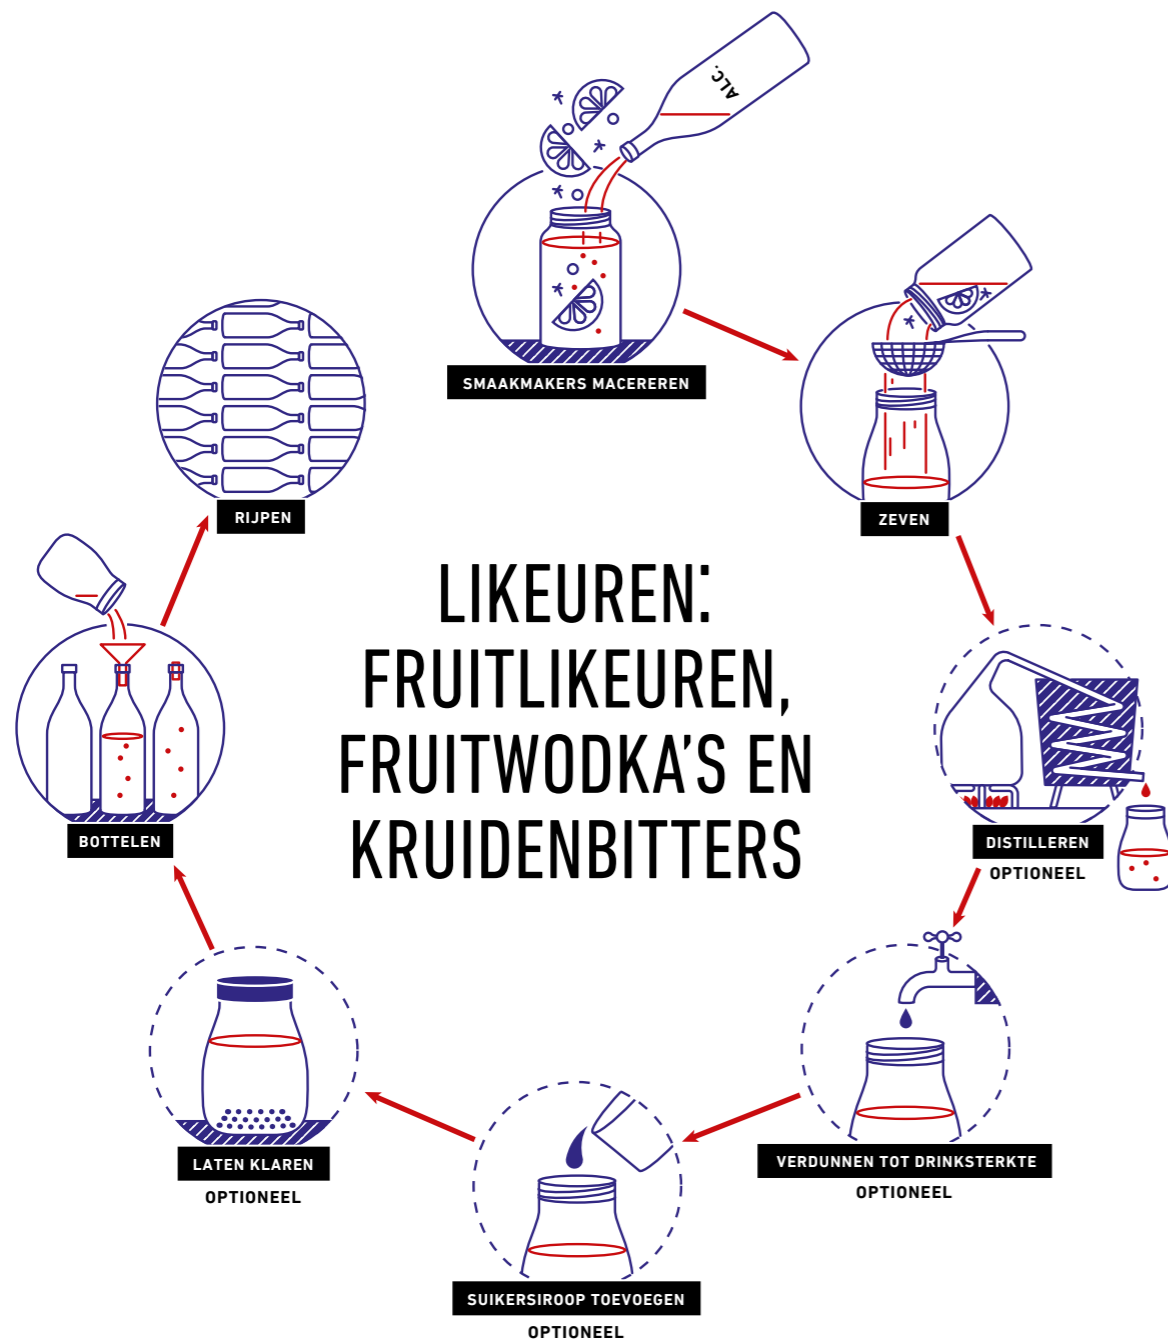 ALC.
SMAAKMAKERS MACEREREN
ZEVEN
DISTILLEREN
OPTIONEEL
VERDUNNEN TOT DRINKSTERKTE
OPTIONEEL
SUIKERSIROOP TOEVOEGEN
OPTIONEEL
LATEN KLAREN
OPTIONEEL
BOTTELEN
RIJPEN
LIKEUREN:
FRUITLIKEUREN,
FRUITWODKA'S EN
KRUIDENBITTERS